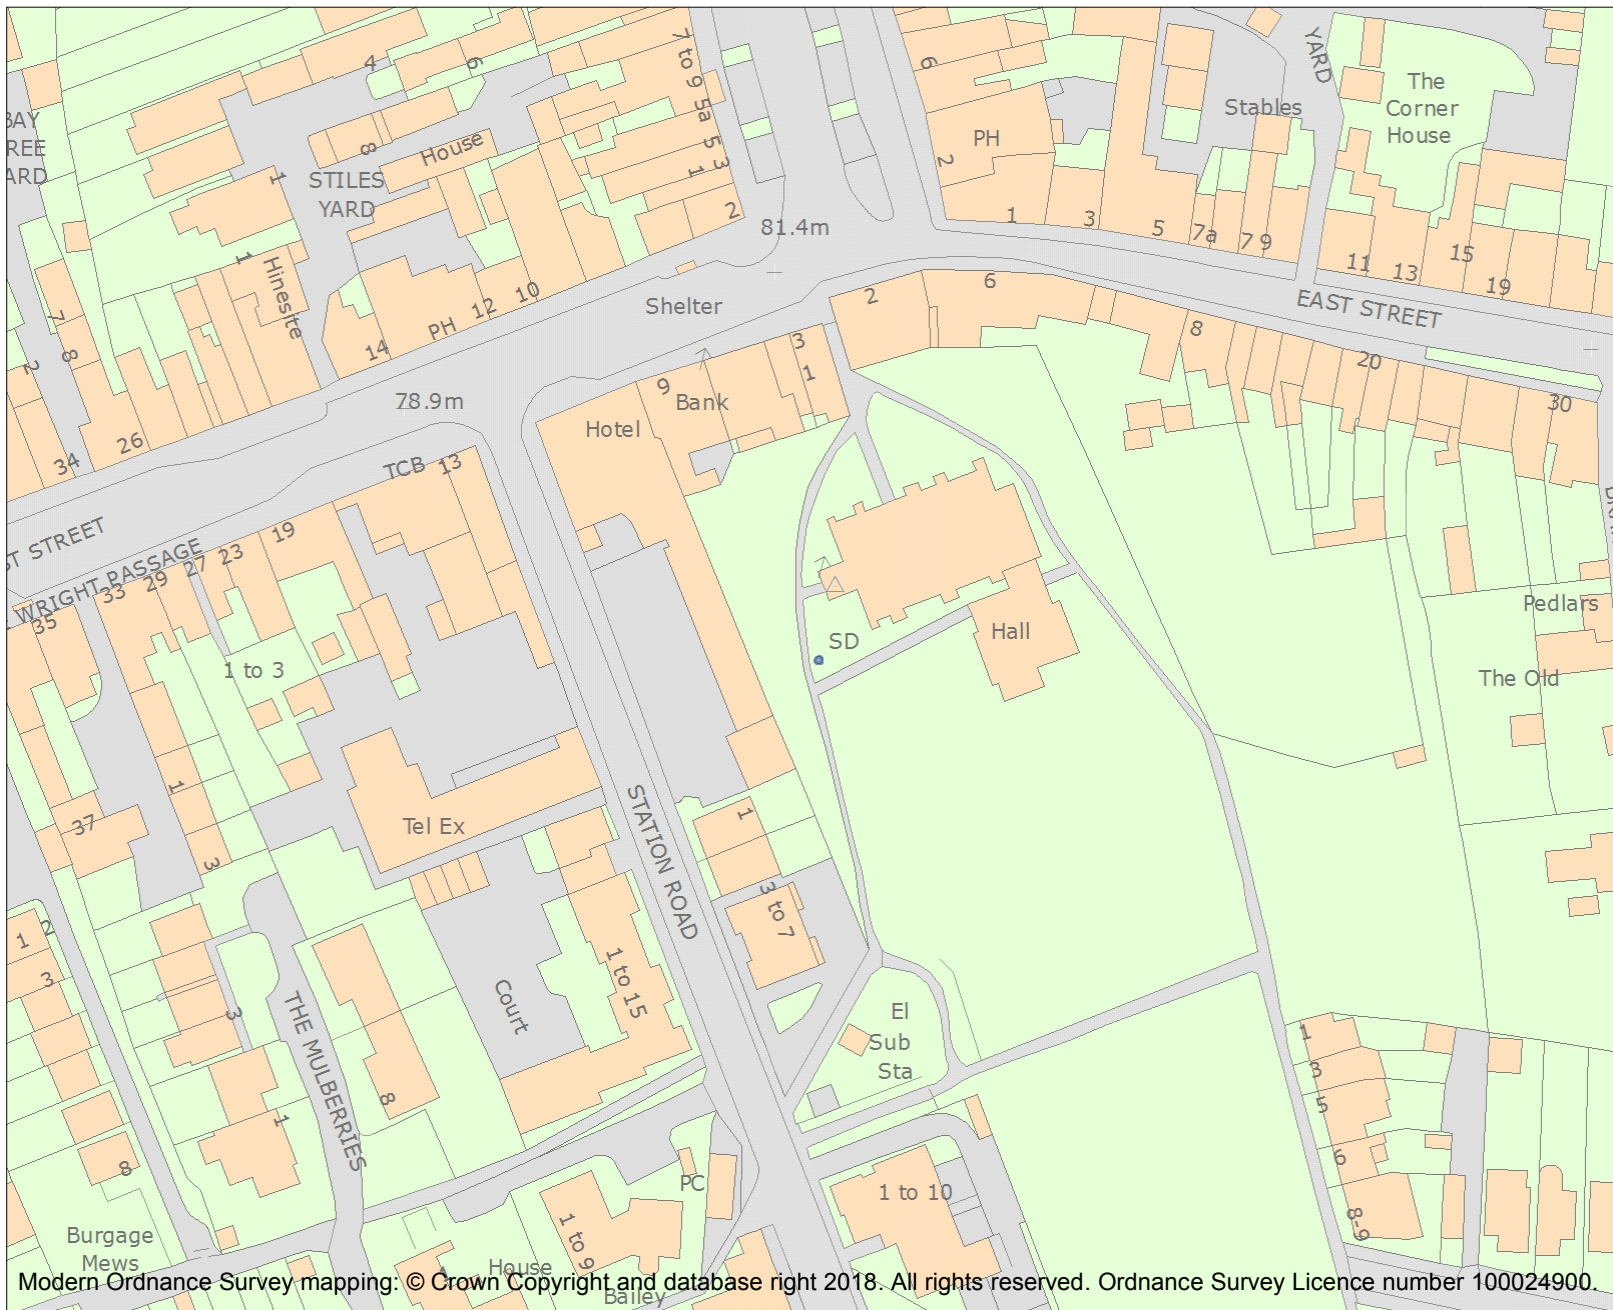 7 to 9
5a
5
3
1
2
4
6
8
House
STILES
YARD
1
1
Hinesite
7
8
2
34
26
14
PH
12
10
81.4m
Shelter
78.9m
6
2
PH
1
3
5
7a
7
9
Stables
YARD
The
Corner
House
11
13
15
19
EAST STREET
2
6
8
20
30
3
1
9
Bank
Hotel
TCB
13
19
23
27
29
33
35
WRIGHT PASSAGE
ST STREET
1 to 3
SD
Hall
Pedlars
The Old
37
1
3
Tel Ex
STATION ROAD
1
3 to 7
1 to 15
Court
El
Sub
Sta
1
2
3
8
3
1
THE MULBERRIES
8
Burgage
Mews
PC
1 to 9
House
Bailey
1 to 10
1
3
5
6
8-9
Modern Ordnance Survey mapping: © Crown Copyright and database right 2018. All rights reserved. Ordnance Survey Licence number 100024900.